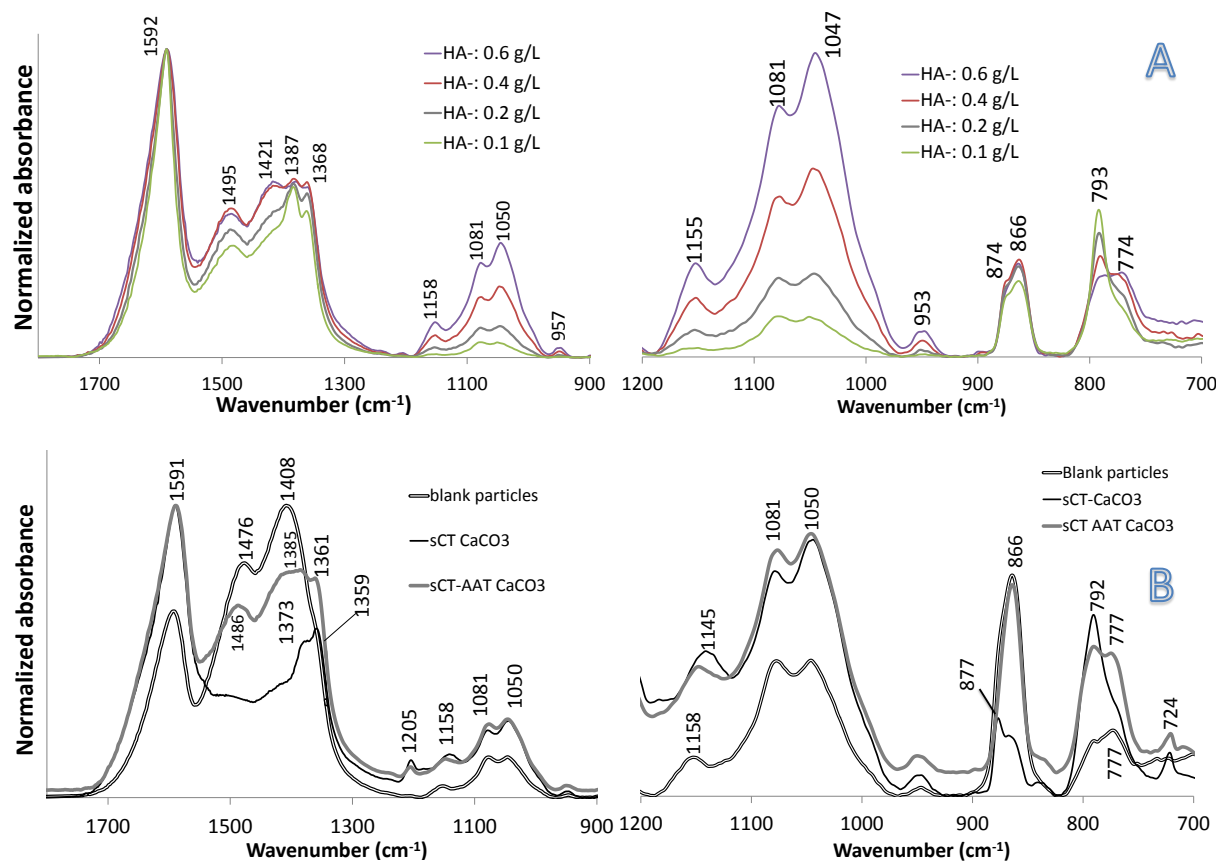 1592
1495
1421
1387
1368
HA-: 0.6 g/L
HA-: 0.4 g/L
HA-: 0.2 g/L
HA-: 0.1 g/L
1158
1081
1050
957
Normalized absorbance
1700 1500 1300 1100 900
Wavenumber (cm-1)
A
1155
1081
1047
HA-: 0.6 g/L
HA-: 0.4 g/L
HA-: 0.2 g/L
HA-: 0.1 g/L
953
874
866
793
774
1200 1100 1000 900 800 700
Wavenumber (cm-1)
1591
1476
1408
1385
1361
1359
1486
1373
blank particles
sCT CaCO3
sCT-AAT CaCO3
1205
1158
1081
1050
Normalized absorbance
1700 1500 1300 1100 900
Wavenumber (cm-1)
B
1158
1145
1081
1050
Blank particles
sCT-CaCO3
sCT AAT CaCO3
877
866
792
777
777
724
1200 1100 1000 900 800 700
Wavenumber (cm-1)